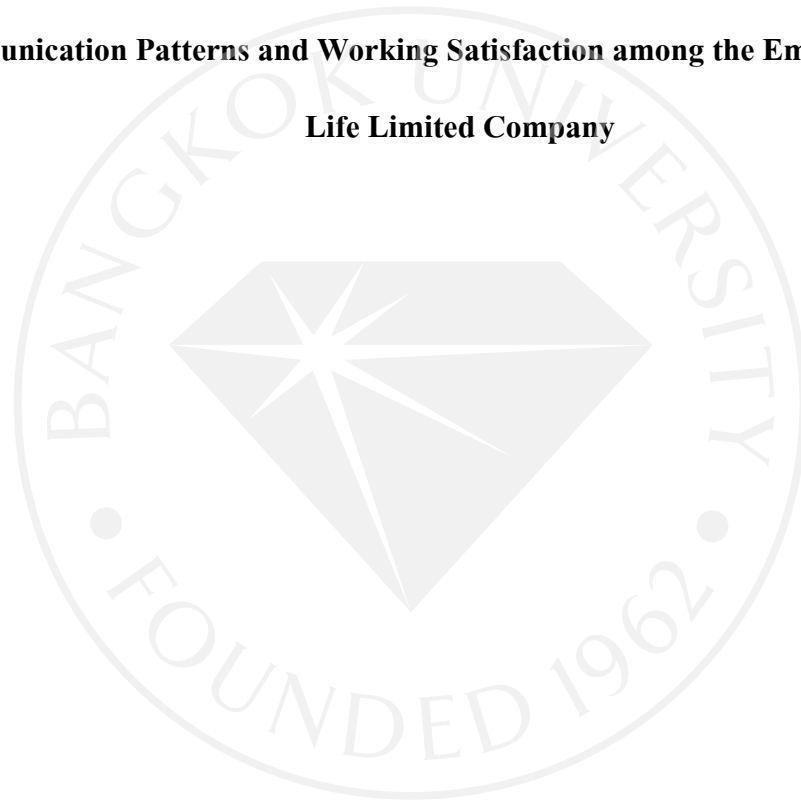 unication Patterns and Working Satisfaction among the Em
Life Limited Company
BANGKOK UNIVERSITY
FOUNDED 1962